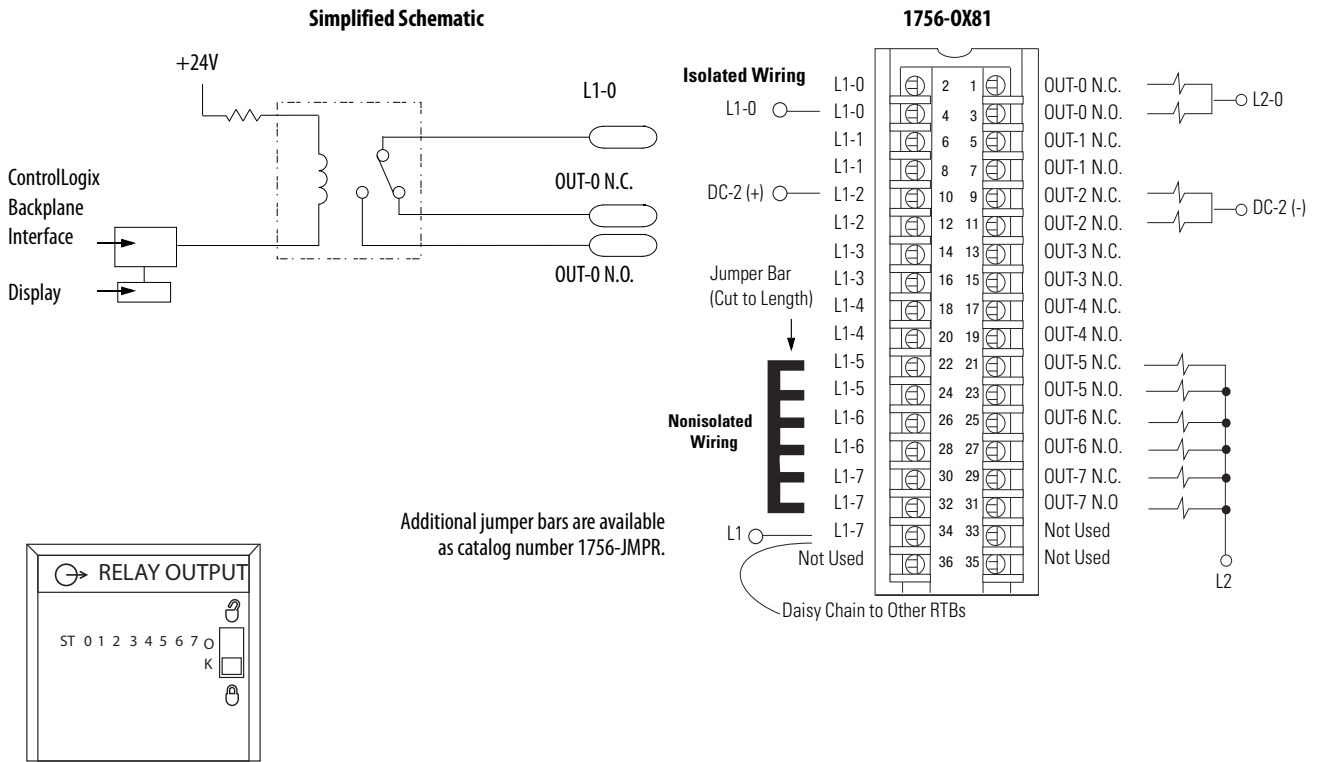 Simplified Schematic
+24V
L1-0
OUT-0 N.C.
OUT-0 N.O.
ControlLogix
Backplane
Interface
Display
1756-OX81
Isolated Wiring
L1-0
DC-2 (+)
Jumper Bar
(Cut to Length)
Nonisolated
Wiring
L1
Additional jumper bars are available
as catalog number 1756-JMPR.
L1-0 2 1 OUT-0 N.C.
L1-0 4 3 OUT-0 N.O.
L1-1 6 5 OUT-1 N.C.
L1-1 8 7 OUT-1 N.O.
L1-2 10 9 OUT-2 N.C.
L1-2 12 11 OUT-2 N.O.
L1-3 14 13 OUT-3 N.C.
L1-3 16 15 OUT-3 N.O.
L1-4 18 17 OUT-4 N.C.
L1-4 20 19 OUT-4 N.O.
L1-5 22 21 OUT-5 N.C.
L1-5 24 23 OUT-5 N.O.
L1-6 26 25 OUT-6 N.C.
L1-6 28 27 OUT-6 N.O.
L1-7 30 29 OUT-7 N.C.
L1-7 32 31 OUT-7 N.O
L1-7 34 33 Not Used
Not Used 36 35 Not Used
L2-0
DC-2 (-)
L2
Daisy Chain to Other RTBs
RELAY OUTPUT
ST 0 1 2 3 4 5 6 7 O
K